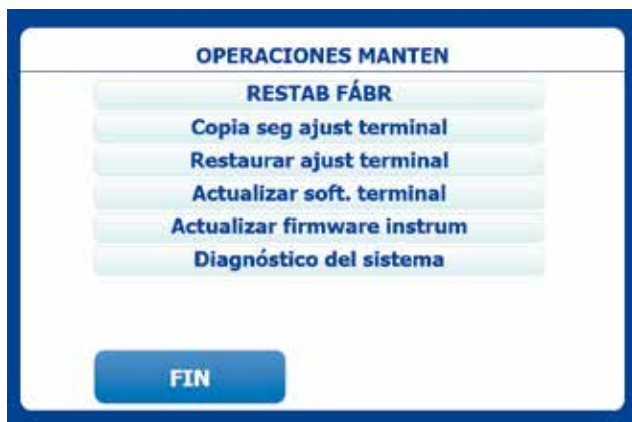 OPERACIONES MANTEN
RESTAB FÁBR
Copia seg ajust terminal
Restaurar ajust terminal
Actualizar soft. terminal
Actualizar firmware instrum
Diagnóstico del sistema
FIN